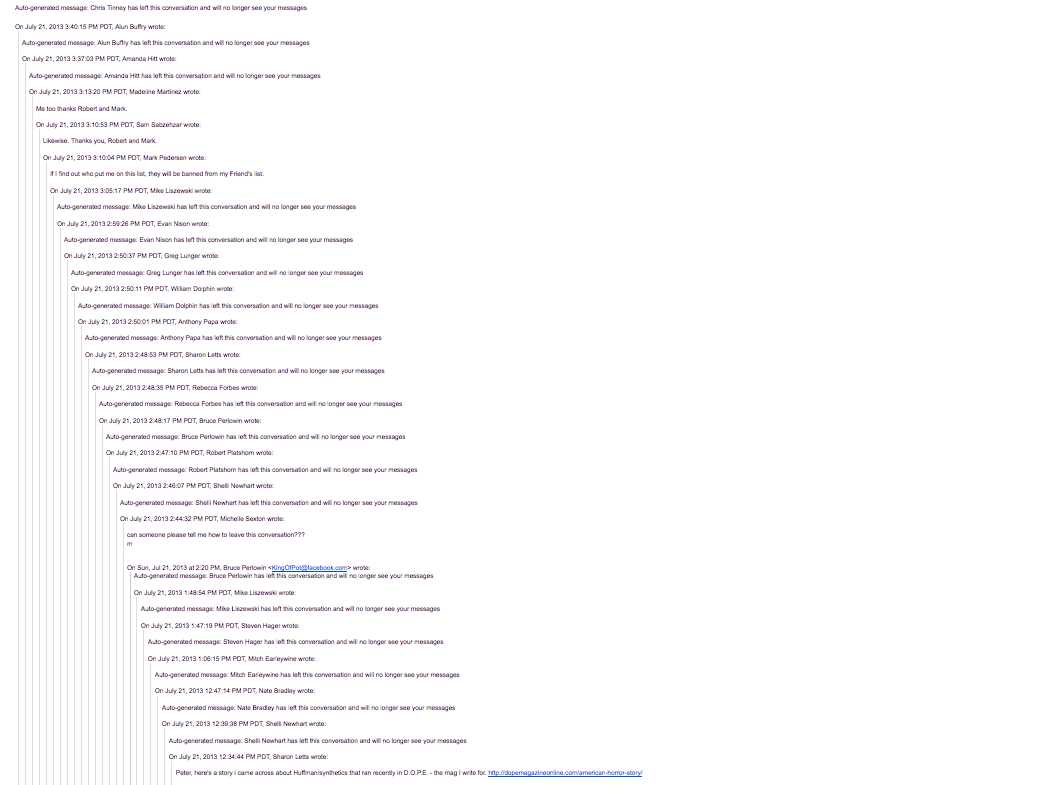 Auto-generated message: Chris Tinney has left this conversation and will no longer see your messages
On July 21, 2013 3:40:15 PM PDT, Alun Buffry wrote:
Auto-generated message: Alun Buffry has left this conversation and will no longer see your messages
On July 21, 2013 3:37:03 PM PDT, Amanda Hitt wrote:
Auto-generated message: Amanda Hitt has left this conversation and will no longer see your messages
On July 21, 2013 3:13:20 PM PDT, Madeline Martinez wrote:
Me too thanks Robert and Mark.
On July 21, 2013 3:10:53 PM PDT, Sam Sabzehzar wrote:
Likewise. Thanks you, Robert and Mark.
On July 21, 2013 3:10:04 PM PDT, Mark Pedersen wrote:
If I find out who put me on this list, they will be banned from my Friend's list.
On July 21, 2013 3:05:17 PM PDT, Mike Liszewski wrote:
Auto-generated message: Mike Liszewski has left this conversation and will no longer see your messages
On July 21, 2013 2:59:26 PM PDT, Evan Nison wrote:
Auto-generated message: Evan Nison has left this conversation and will no longer see your messages
On July 21, 2013 2:50:37 PM PDT, Greg Lunger wrote:
Auto-generated message: Greg Lunger has left this conversation and will no longer see your messages
On July 21, 2013 2:50:11 PM PDT, William Dolphin wrote:
Auto-generated message: William Dolphin has left this conversation and will no longer see your messages
On July 21, 2013 2:50:01 PM PDT, Anthony Papa wrote:
Auto-generated message: Anthony Papa has left this conversation and will no longer see your messages
On July 21, 2013 2:48:53 PM PDT, Sharon Letts wrote:
Auto-generated message: Sharon Letts has left this conversation and will no longer see your messages
On July 21, 2013 2:48:35 PM PDT, Rebecca Forbes wrote:
Auto-generated message: Rebecca Forbes has left this conversation and will no longer see your messages
On July 21, 2013 2:48:17 PM PDT, Bruce Perlowin wrote:
Auto-generated message: Bruce Perlowin has left this conversation and will no longer see your messages
On July 21, 2013 2:47:10 PM PDT, Robert Platshorn wrote:
Auto-generated message: Robert Platshorn has left this conversation and will no longer see your messages
On July 21, 2013 2:46:07 PM PDT, Shelli Newhart wrote:
Auto-generated message: Shelli Newhart has left this conversation and will no longer see your messages
On July 21, 2013 2:44:32 PM PDT, Michelle Sexton wrote:
can someone please tell me how to leave this conversation???
m
On Sun, Jul 21, 2013 at 2:20 PM, Bruce Perlowin <KingOfPot@facebook.com> wrote:
Auto-generated message: Bruce Perlowin has left this conversation and will no longer see your messages
On July 21, 2013 1:48:54 PM PDT, Mike Liszewski wrote:
Auto-generated message: Mike Liszewski has left this conversation and will no longer see your messages
On July 21, 2013 1:47:19 PM PDT, Steven Hager wrote:
Auto-generated message: Steven Hager has left this conversation and will no longer see your messages
On July 21, 2013 1:06:15 PM PDT, Mitch Earleywine wrote:
Auto-generated message: Mitch Earleywine has left this conversation and will no longer see your messages
On July 21, 2013 12:47:14 PM PDT, Nate Bradley wrote:
Auto-generated message: Nate Bradley has left this conversation and will no longer see your messages
On July 21, 2013 12:39:38 PM PDT, Shelli Newhart wrote:
Auto-generated message: Shelli Newhart has left this conversation and will no longer see your messages
On July 21, 2013 12:34:44 PM PDT, Sharon Letts wrote:
Peter, here's a story i came across about Huffman/synthetics that ran recently in D.O.P.E. - the mag I write for. http://dopemagazineonline.com/american-horror-story/